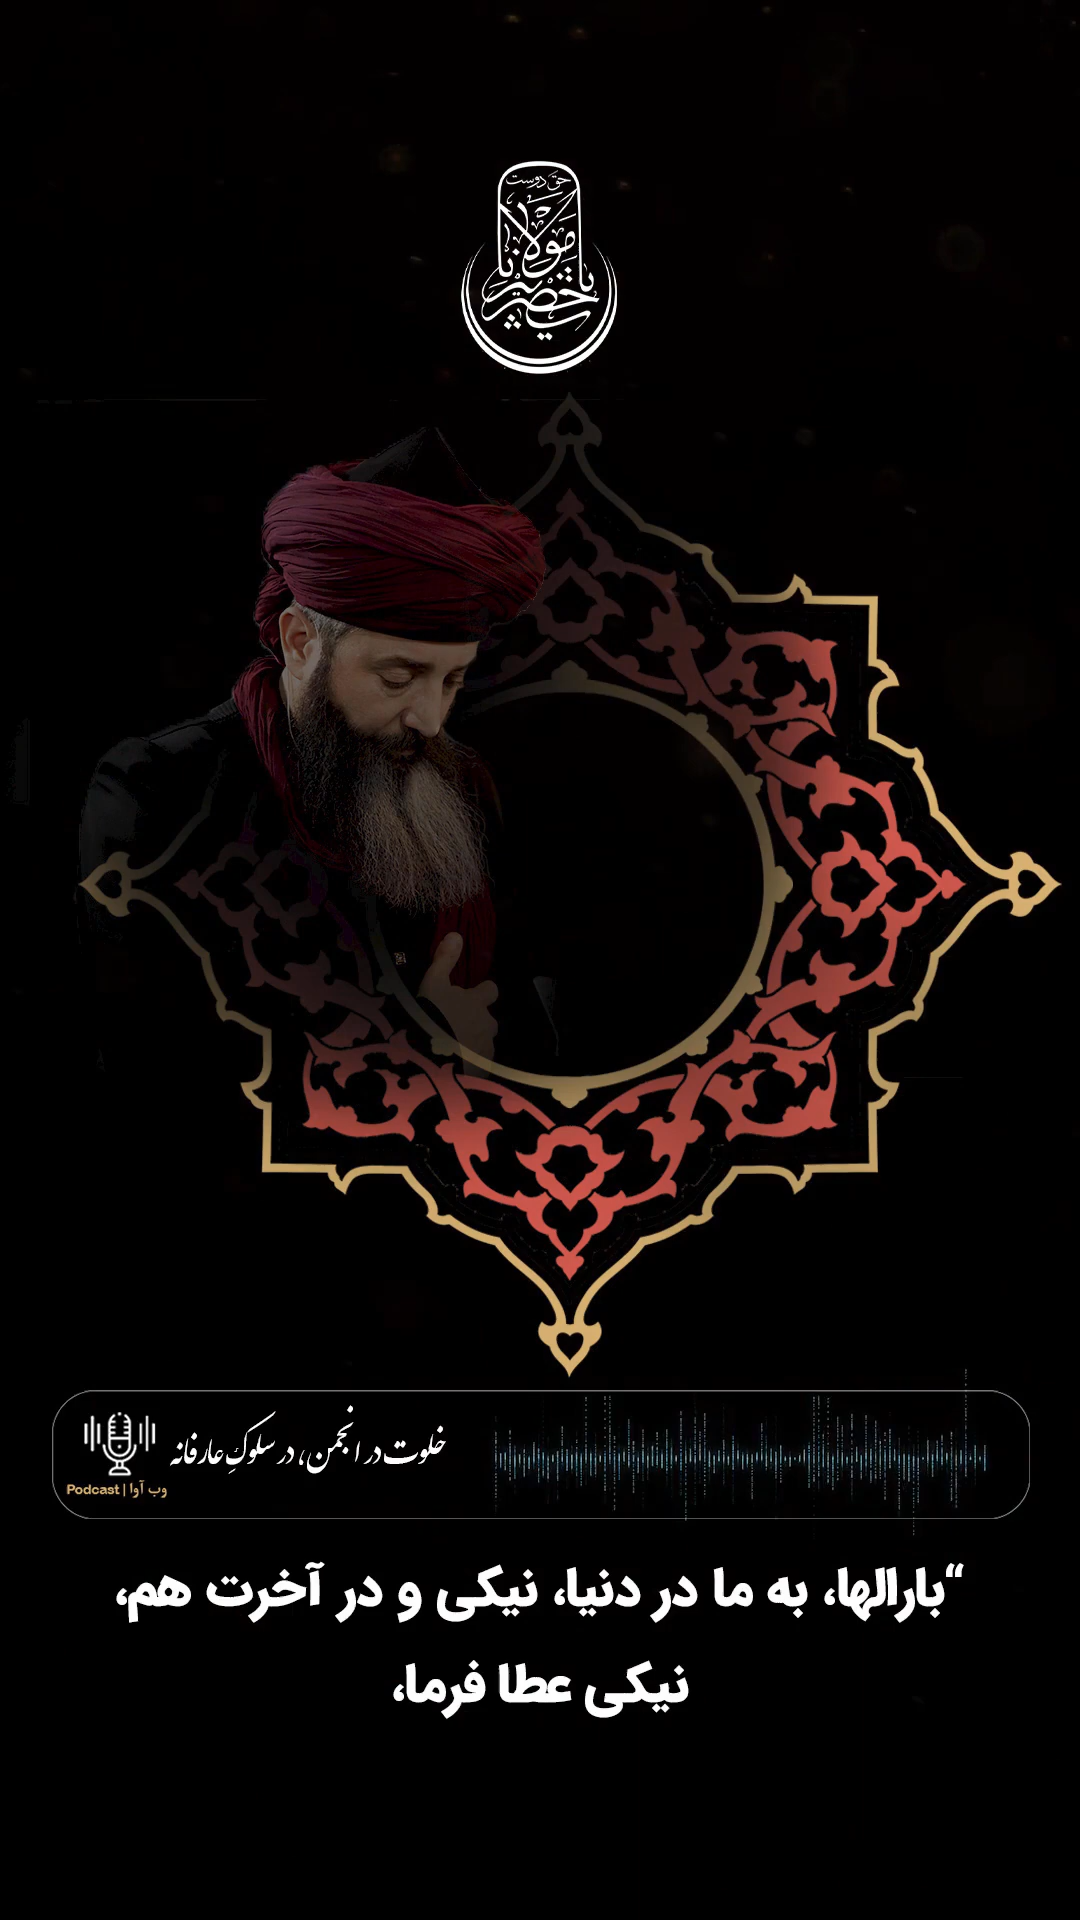 حق دوست
یا حضرت مولانا
خلوت در انجمن، در سلوکِ عارفانه
Podcast | وب آوا
“بارالها، به ما در دنیا، نیکی و در آخرت هم،
نیکی عطا فرما،